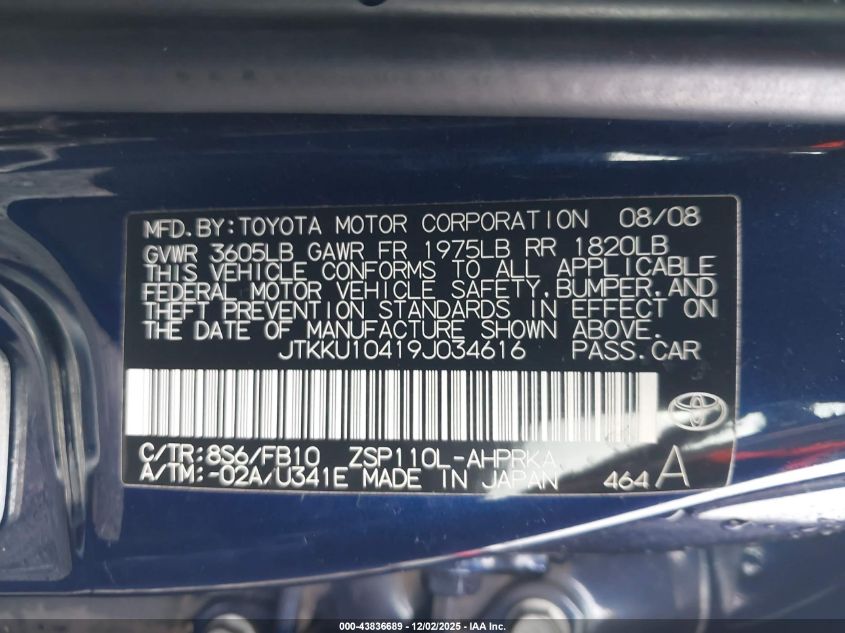 MFD. BY: TOYOTA MOTOR CORPORATION 08/08
GVWR 3605LB GAWR FR 1975LB RR 1820LB
THIS VEHICLE CONFORMS TO ALL APPLICABLE
FEDERAL MOTOR VEHICLE SAFETY, BUMPER, AND
THEFT PREVENTION STANDARDS IN EFFECT ON
THE DATE OF MANUFACTURE SHOWN ABOVE.
JTKKU10419J034616 PASS. CAR
C/TR: 8S6/FB10 ZSP110L-AHPRKA
A/TM: -02A/U341E MADE IN JAPAN 464 A
000-43836689 - 12/02/2025 - IAA Inc.